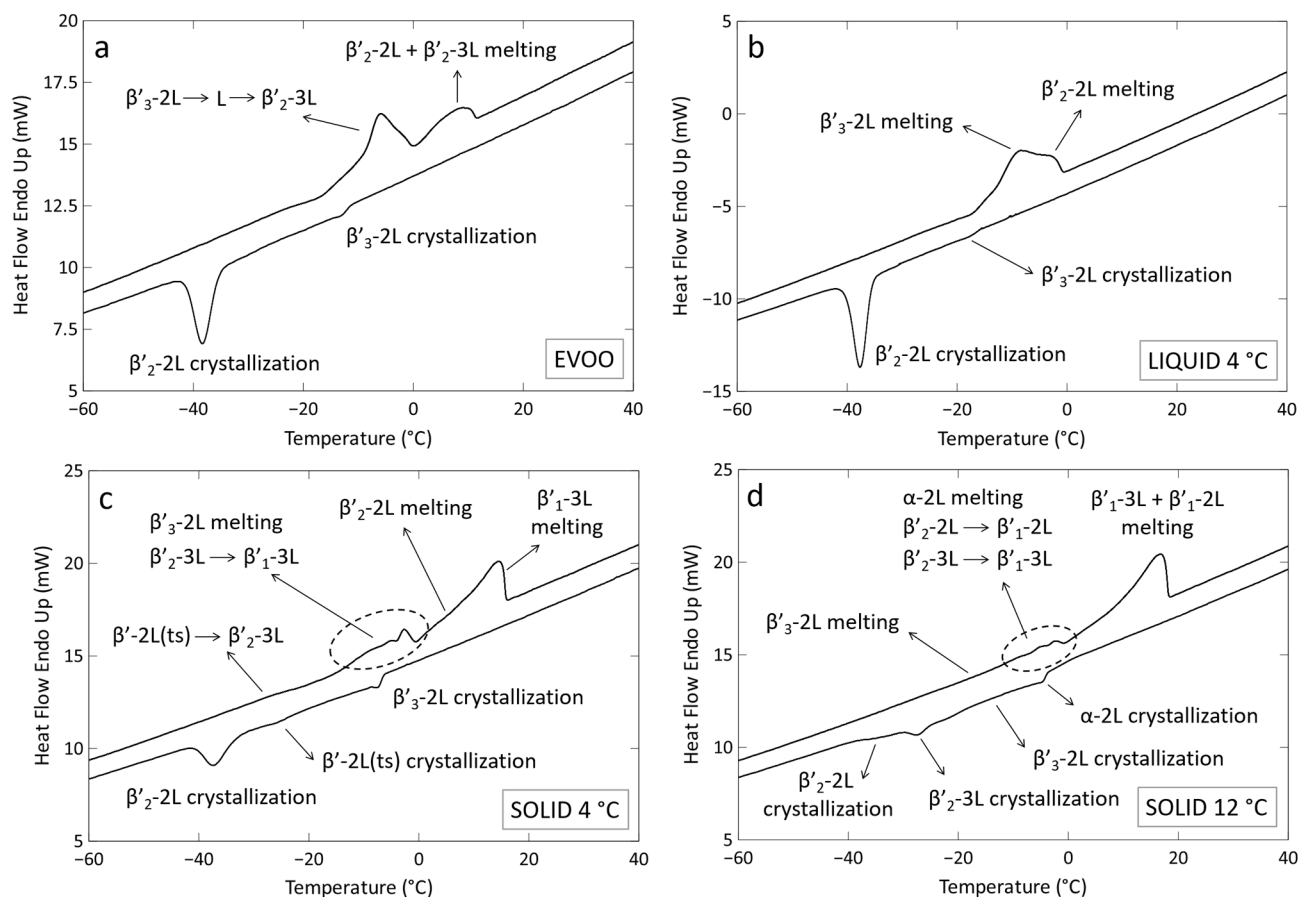 a
β’₂-2L + β’₂-3L melting
β’₃-2L → L → β’₂-3L
β’₃-2L crystallization
β’₂-2L crystallization
EVOO
Heat Flow Endo Up (mW)
20
17.5
15
12.5
10
7.5
5
−60
−40
−20
0
20
40
Temperature (°C)
b
β’₂-2L melting
β’₃-2L melting
β’₃-2L crystallization
β’₂-2L crystallization
LIQUID 4 °C
Heat Flow Endo Up (mW)
5
0
−5
−10
−15
−60
−40
−20
0
20
40
Temperature (°C)
c
β’₁-3L
melting
β’₂-2L melting
β’₃-2L melting
β’₂-3L → β’₁-3L
β’-2L(ts) → β’₂-3L
β’₃-2L crystallization
β’-2L(ts) crystallization
β’₂-2L crystallization
SOLID 4 °C
Heat Flow Endo Up (mW)
25
20
15
10
5
−60
−40
−20
0
20
40
Temperature (°C)
d
α-2L melting
β’₂-2L → β’₁-2L
β’₂-3L → β’₁-3L
β’₁-3L + β’₁-2L
melting
β’₃-2L melting
α-2L crystallization
β’₃-2L crystallization
β’₂-2L
crystallization
β’₂-3L crystallization
SOLID 12 °C
Heat Flow Endo Up (mW)
25
20
15
10
5
−60
−40
−20
0
20
40
Temperature (°C)